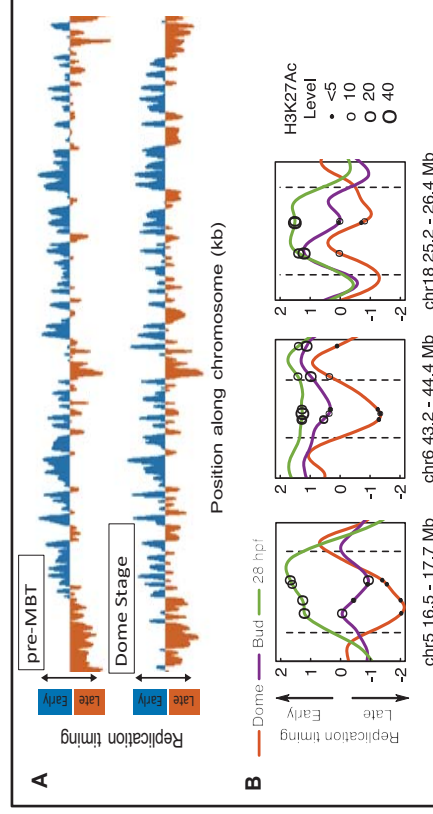 A
pre-MBT
Early
Late
Replication timing
Dome Stage
Early
Late
Position along chromosome (kb)
B
Dome Bud 28 hpf
Replication timing
Early
Late
2
1
0
-1
-2
chr5 16.5 - 17.7 Mb
2
1
0
-1
-2
chr6 43.2 - 44.4 Mb
2
1
0
-1
-2
chr18 25.2 - 26.4 Mb
H3K27Ac
Level
<5
10
20
40